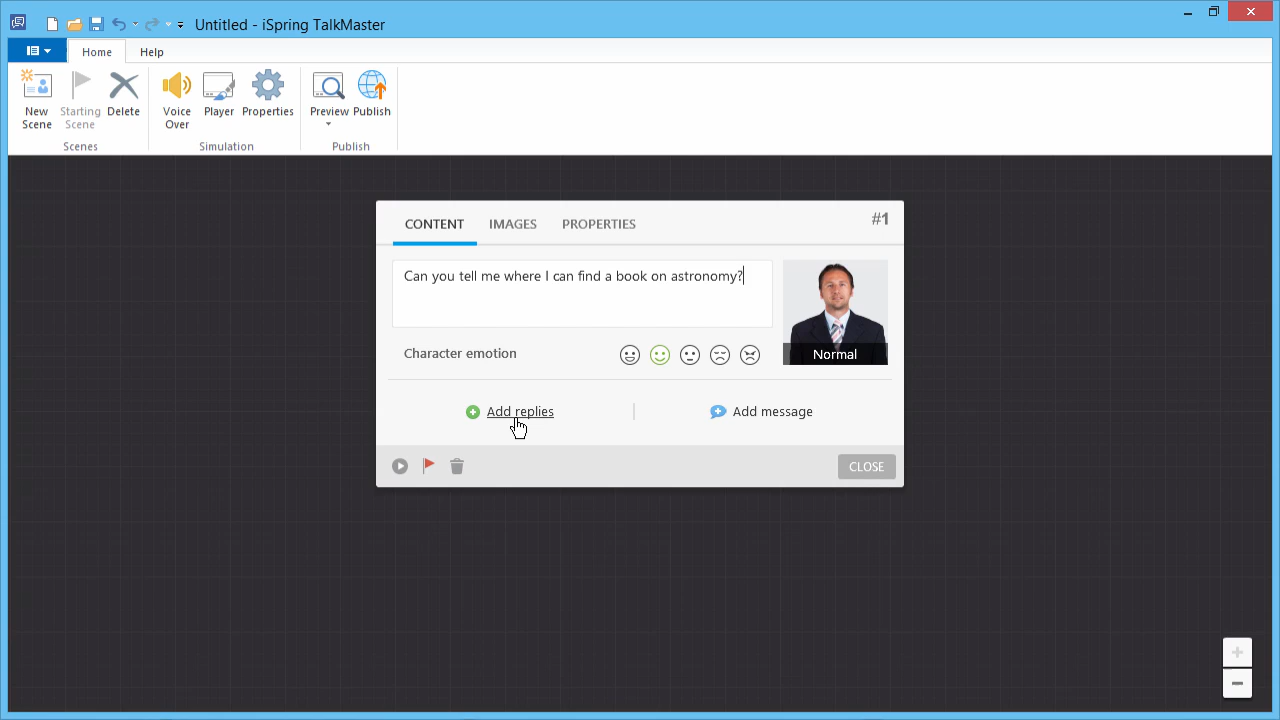 Untitled - iSpring TalkMaster
Home Help
New Scene
Starting Scene
Delete
Voice Over
Player
Properties
Preview
Publish
Scenes Simulation Publish
CONTENT IMAGES PROPERTIES #1
Can you tell me where I can find a book on astronomy?
Character emotion
Normal
Add replies Add message
CLOSE